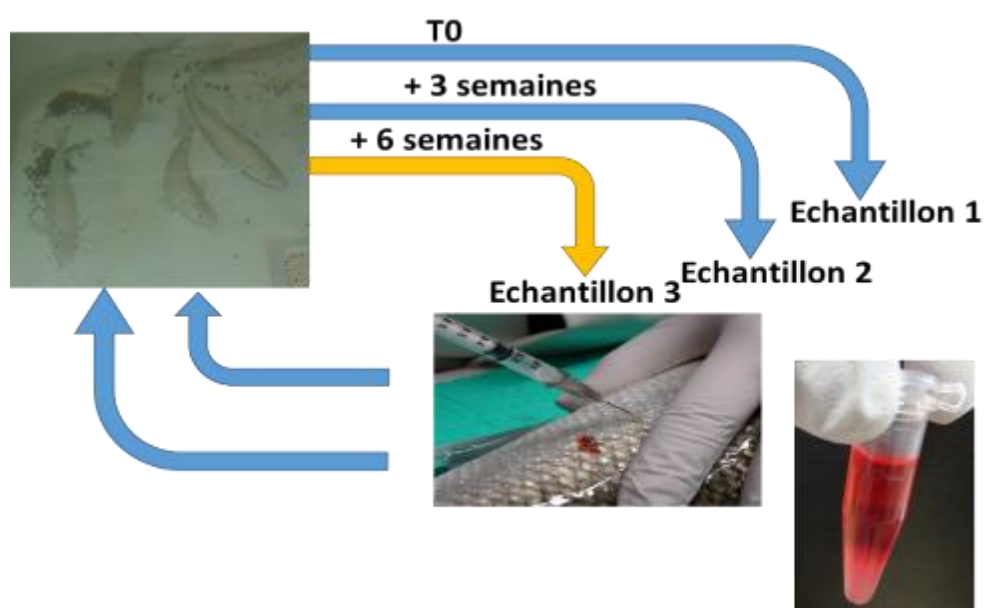 T0
+ 3 semaines
+ 6 semaines
Echantillon 1
Echantillon 2
Echantillon 3